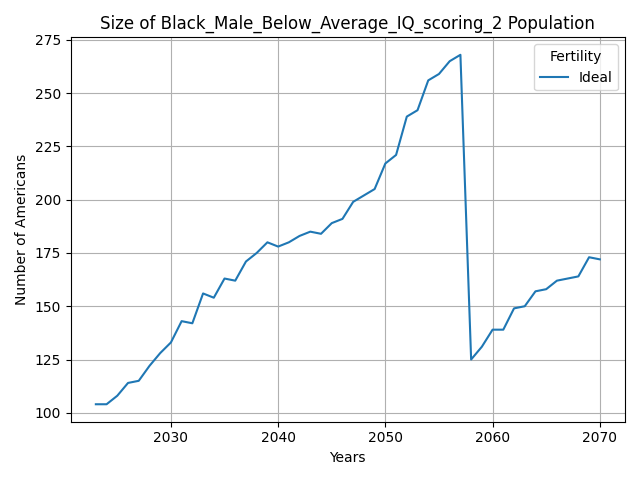 Size of Black_Male_Below_Average_IQ_scoring_2 Population
Fertility
Ideal
275
250
225
200
175
150
125
100
Number of Americans
2030 2040 2050 2060 2070
Years